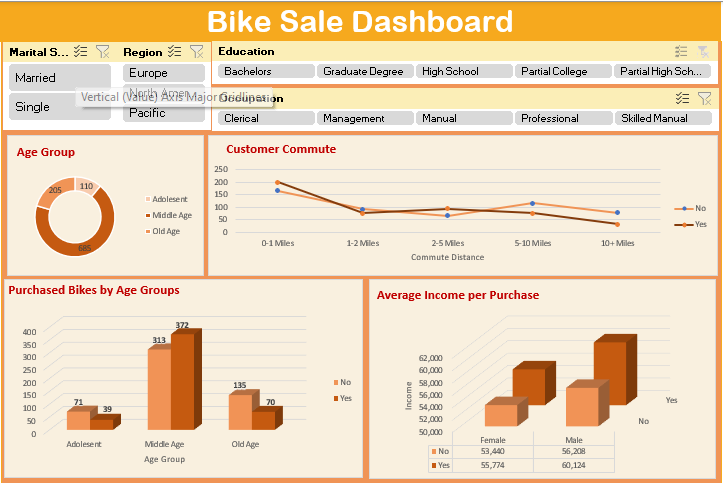 Bike Sale Dashboard
Marital S...
Region
Education
Married
Single
Europe
North Amer
Pacific
Vertical (Value) Axis Major Gridlines
Bachelors
Graduate Degree
High School
Partial College
Partial High Sch...
Occupation
Clerical
Management
Manual
Professional
Skilled Manual
Age Group
205
110
685
Adolesent
Middle Age
Old Age
Customer Commute
250
200
150
100
50
0
0-1 Miles
1-2 Miles
2-5 Miles
5-10 Miles
10+ Miles
Commute Distance
No
Yes
Purchased Bikes by Age Groups
400
350
300
250
200
150
100
50
0
71
39
313
372
135
70
Adolesent
Middle Age
Old Age
Age Group
No
Yes
Average Income per Purchase
62,000
60,000
58,000
56,000
54,000
52,000
50,000
Income
Yes
No
Female
Male
No 53,440 56,208
Yes 55,774 60,124